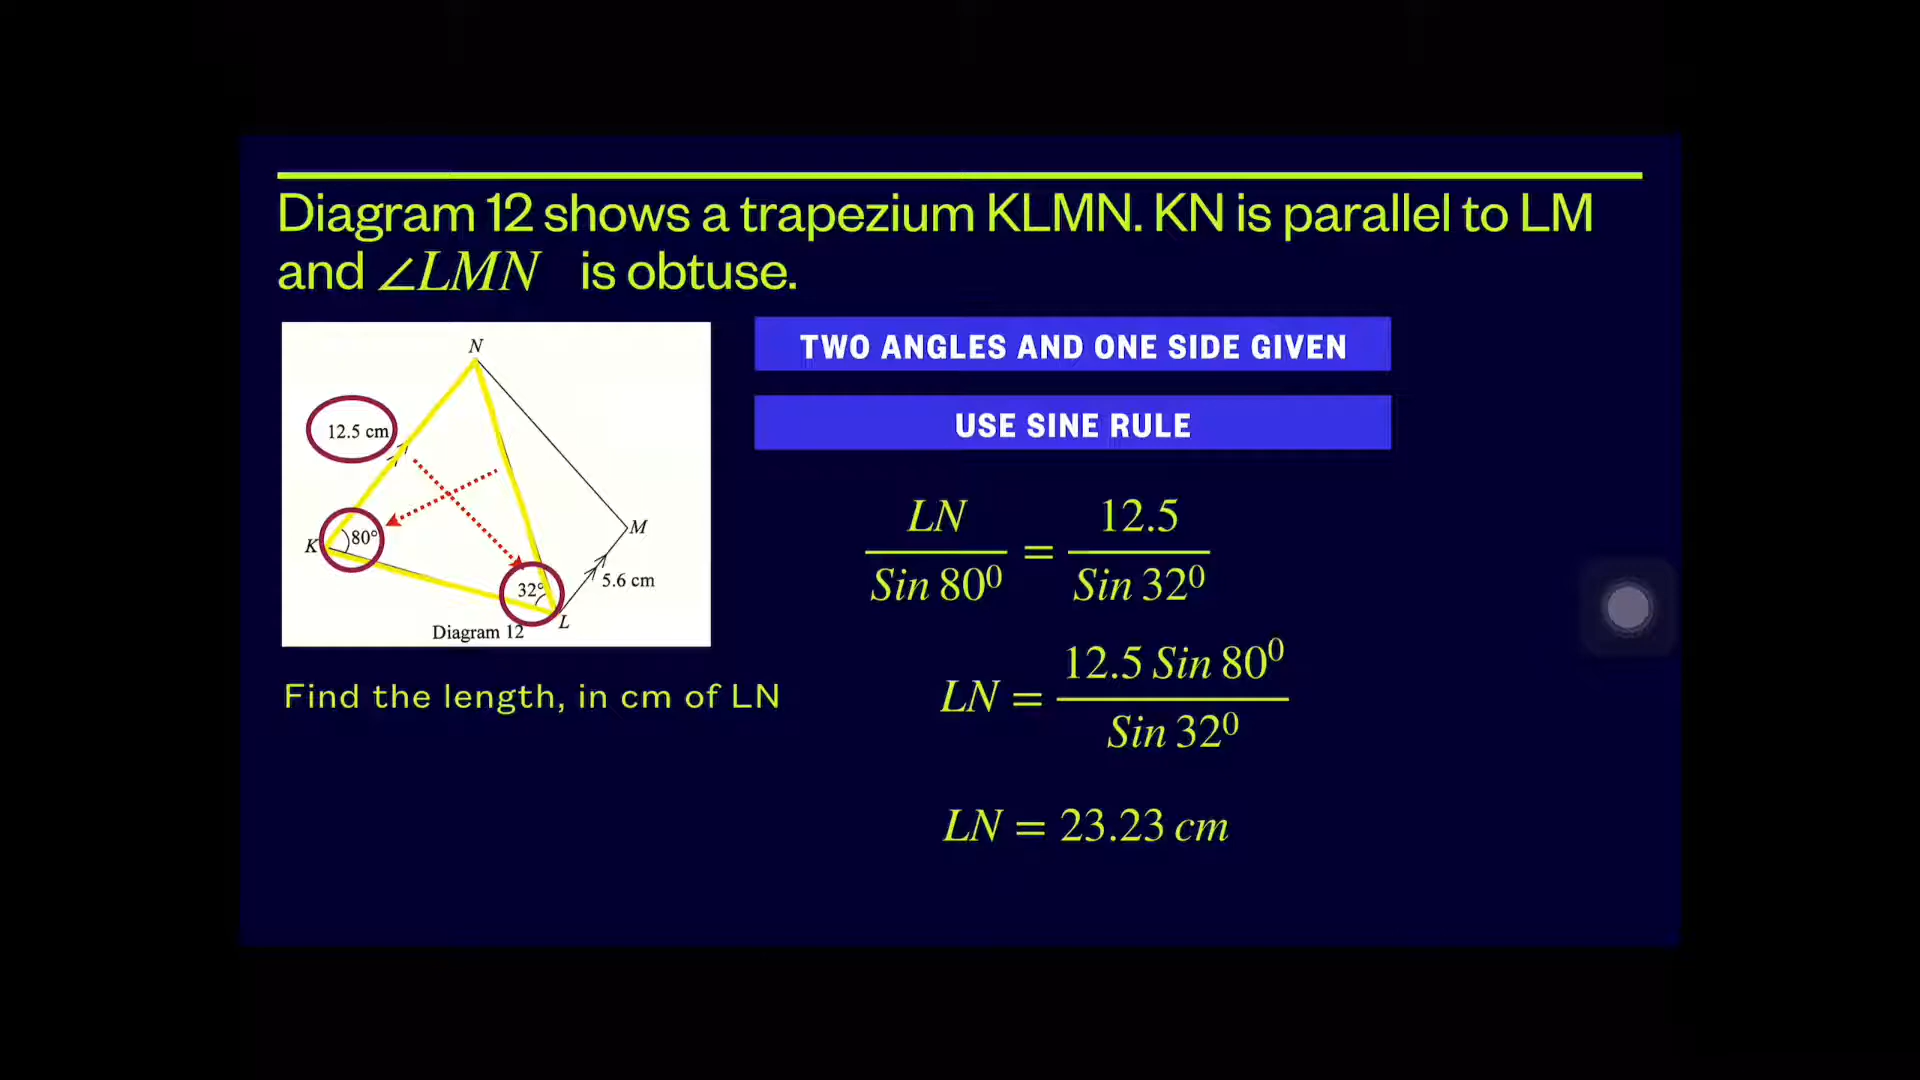 Diagram 12 shows a trapezium KLMN. KN is parallel to LM
and ∠LMN is obtuse.
N
12.5 cm
K
80°
M
32°
5.6 cm
L
Diagram 12
TWO ANGLES AND ONE SIDE GIVEN
USE SINE RULE
LN / Sin 80⁰ = 12.5 / Sin 32⁰
LN = 12.5 Sin 80⁰ / Sin 32⁰
LN = 23.23 cm
Find the length, in cm of LN